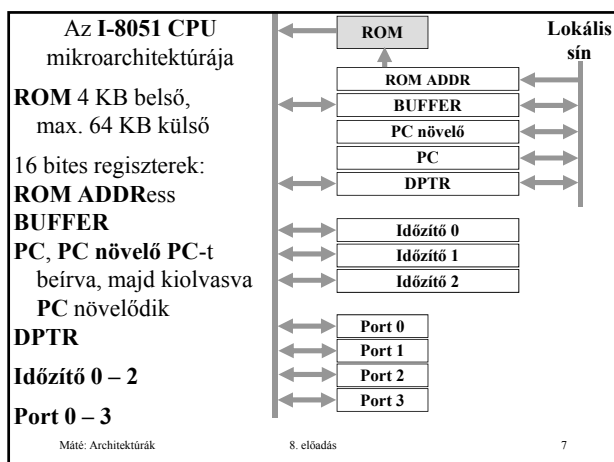 Az I-8051 CPU
mikroarchitektúrája
ROM 4 KB belső,
max. 64 KB külső
16 bites regiszterek:
ROM ADDRess
BUFFER
PC, PC növelő PC-t
beírva, majd kiolvasva
PC növelődik
DPTR
Időzítő 0 – 2
Port 0 – 3
ROM
Lokális
sín
ROM ADDR
BUFFER
PC növelő
PC
DPTR
Időzítő 0
Időzítő 1
Időzítő 2
Port 0
Port 1
Port 2
Port 3
Máté: Architektúrák 8. előadás 7